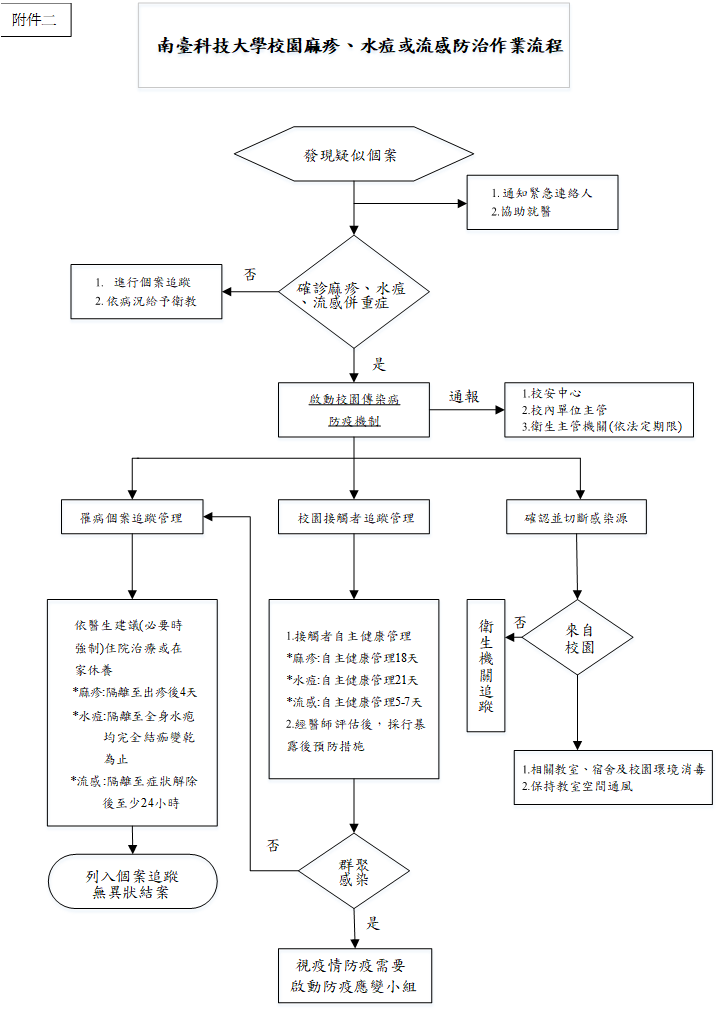 附件二
南臺科技大學校園麻疹、水痘或流感防治作業流程
發現疑似個案
1. 通知緊急連絡人
2.協助就醫
否
1. 進行個案追蹤
2. 依病況給予衛教
確診麻疹、水痘
、流感併重症
是
啟動校園傳染病
防疫機制
通報
1.校安中心
2.校內單位主管
3.衛生主管機關(依法定期限)
罹病個案追蹤管理
校園接觸者追蹤管理
確認並切斷感染源
依醫生建議(必要時
強制)住院治療或在
家休養
*麻疹:隔離至出疹後4天
*水痘:隔離至全身水疱
均完全結痂變乾
為止
*流感:隔離至症狀解除
後至少24小時
1.接觸者自主健康管理
*麻疹:自主健康管理18天
*水痘:自主健康管理21天
*流感:自主健康管理5-7天
2.經醫師評估後，採行暴
露後預防措施
衛生機關追蹤
否
來自
校園
1.相關教室、宿舍及校園環境消毒
2.保持教室空間通風
否
群聚
感染
列入個案追蹤
無異狀結案
是
視疫情防疫需要
啟動防疫應變小組